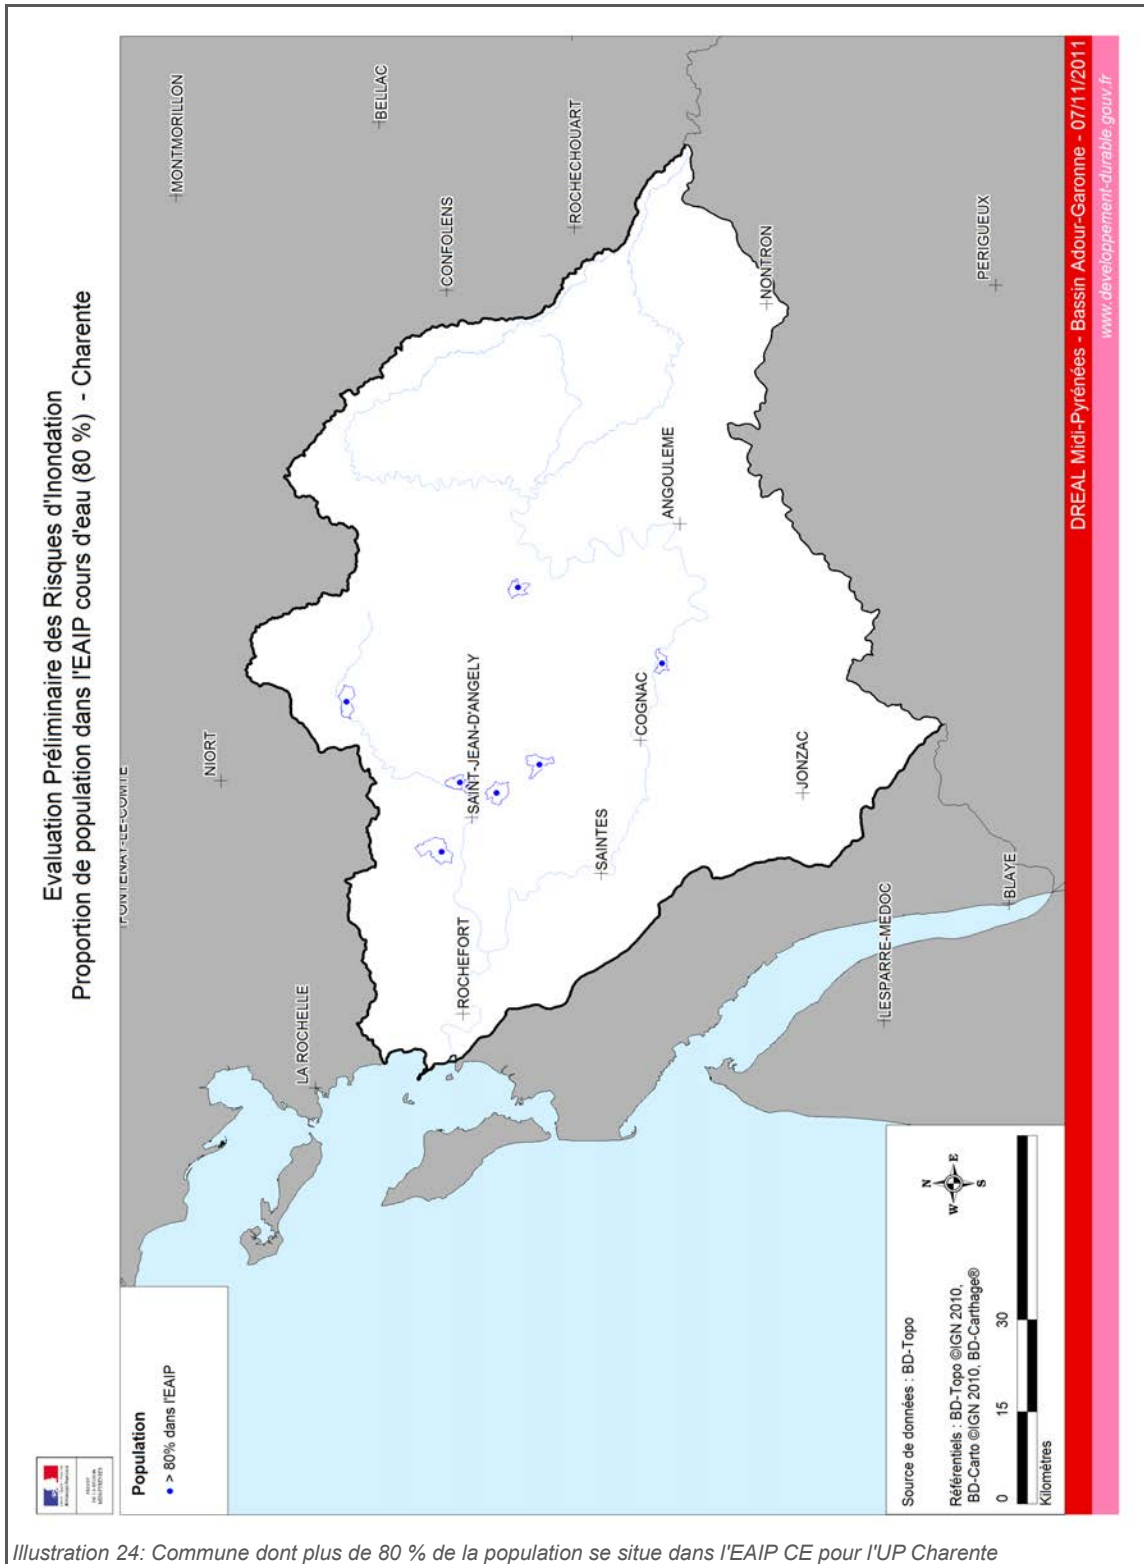 Evaluation Préliminaire des Risques d'Inondation
Proportion de population dans l'EAIP cours d'eau (80 %) - Charente
MONTMORILLON
BELLAC
ROCHECHOUART
CONFOLENS
NONTRON
PERIGUEUX
ANGOULEME
NIORT
SAINT-JEAN-D'ANGELY
COGNAC
JONZAC
SAINTES
ROCHEFORT
LA ROCHELLE
BLAYE
LESPARRE-MEDOC
Population
> 80% dans l'EAIP
N
W E
S
Source de données : BD-Topo
Référentiels : BD-Topo ©IGN 2010,
BD-Carto ©IGN 2010, BD-Carthage®
0 15 30
Kilomètres
DREAL Midi-Pyrénées - Bassin Adour-Garonne - 07/11/2011
www.developpement-durable.gouv.fr
Illustration 24: Commune dont plus de 80 % de la population se situe dans l'EAIP CE pour l'UP Charente